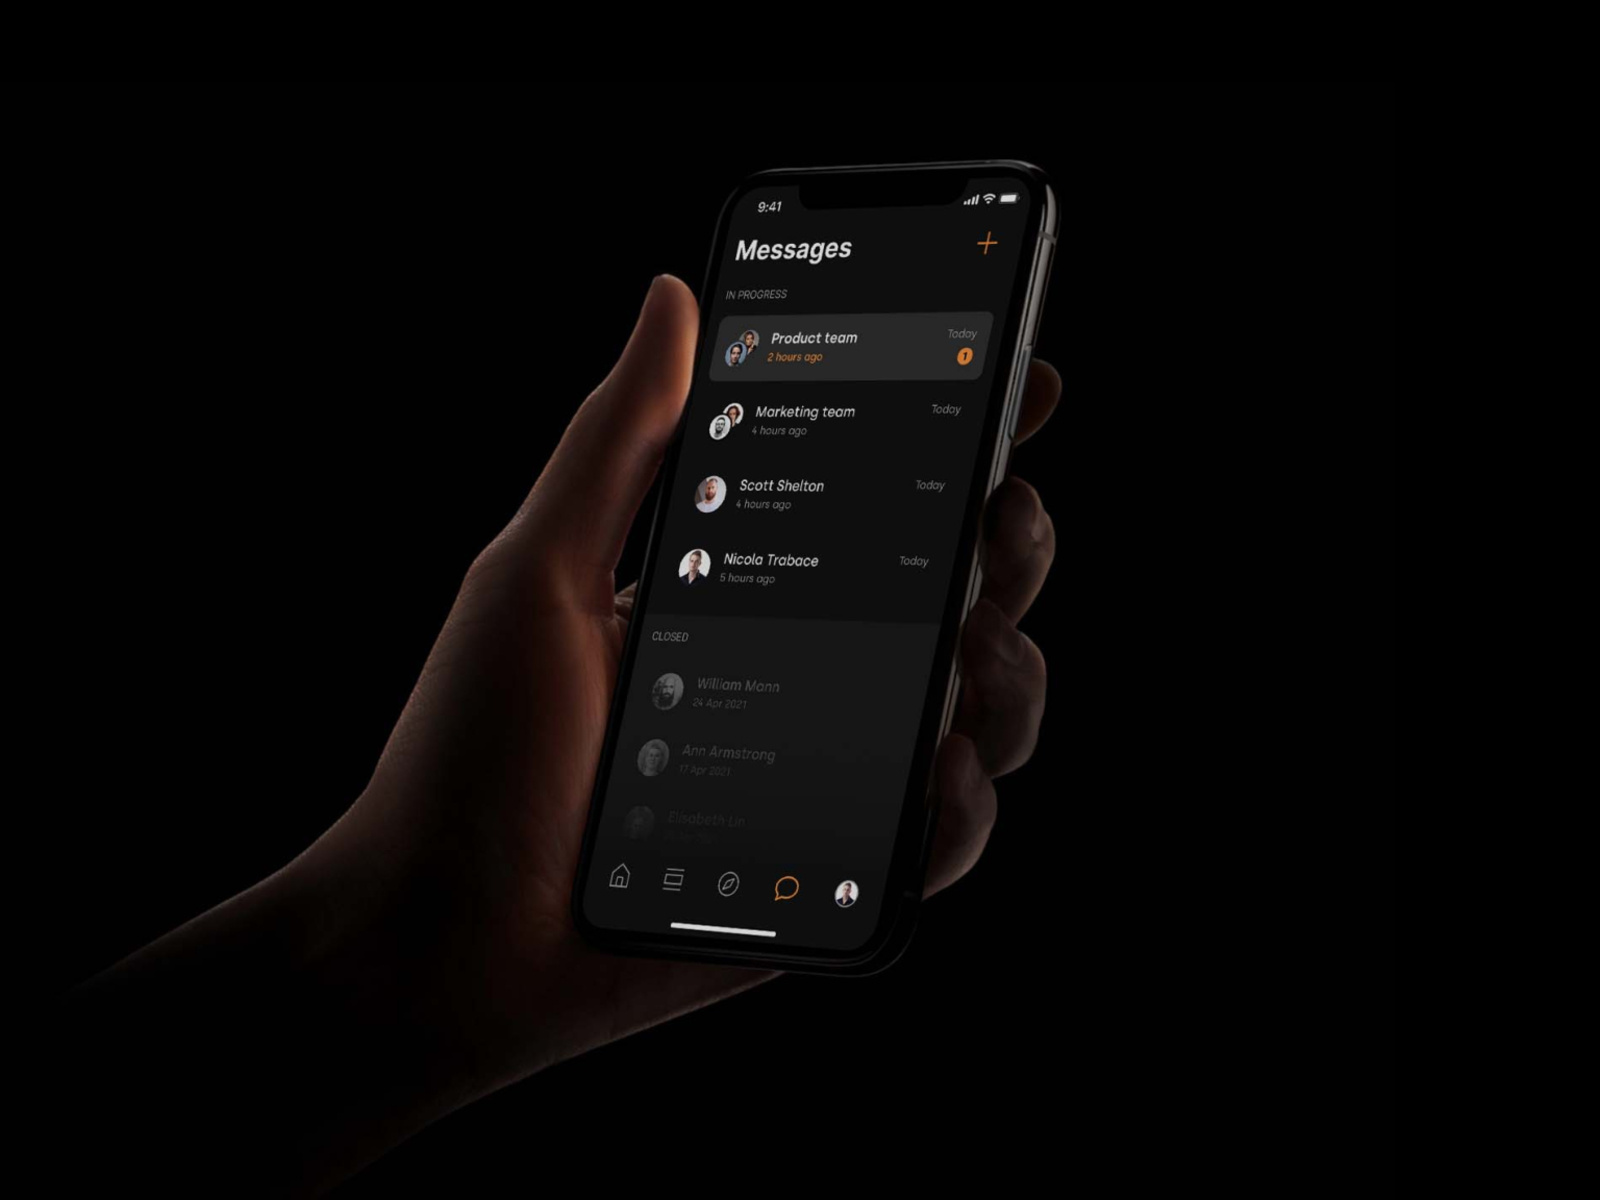 9:41
Messages
IN PROGRESS
Product team
Today
2 hours ago
1
Marketing team
Today
4 hours ago
Scott Shelton
Today
4 hours ago
Nicola Trabace
Today
5 hours ago
CLOSED
William Mann
24 Apr 2021
Ann Armstrong
17 Apr 2021
Elisabeth Lin